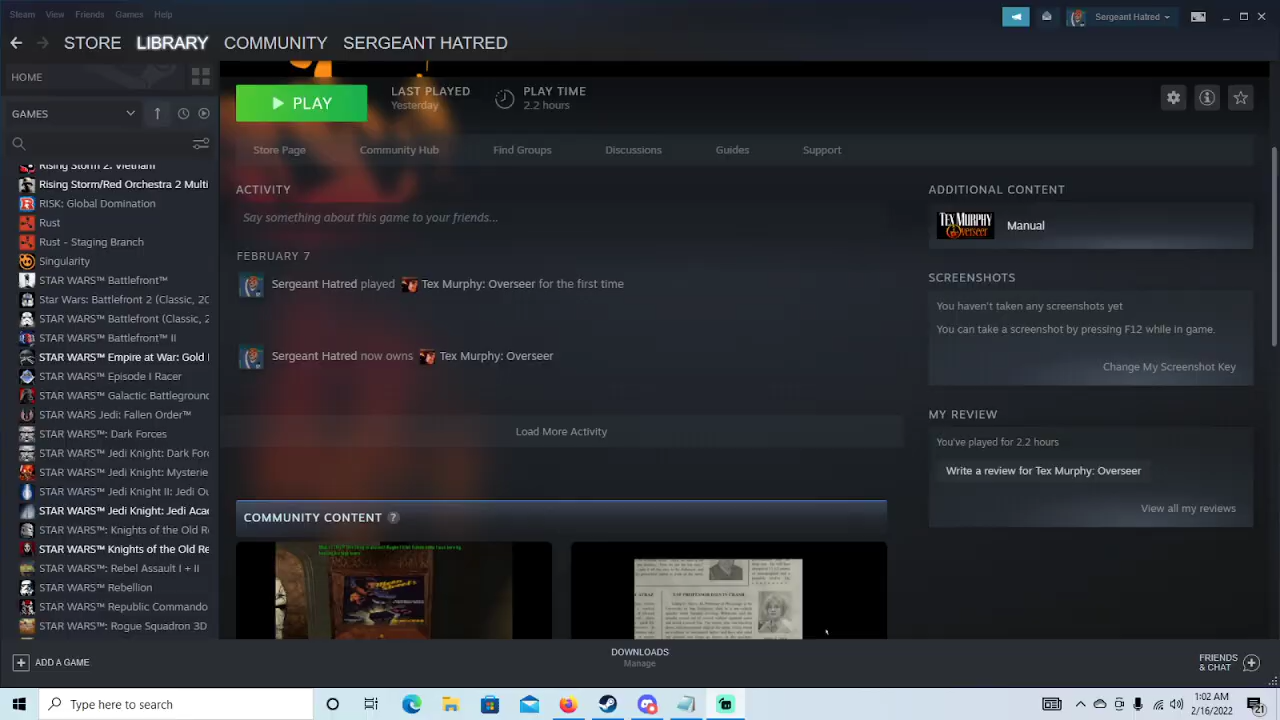 Steam View Friends Games Help
Sergeant Hatred
STORE LIBRARY COMMUNITY SERGEANT HATRED
HOME
GAMES
Rising Storm 2: Vietnam
Rising Storm/Red Orchestra 2 Multi
RISK: Global Domination
Rust
Rust - Staging Branch
Singularity
STAR WARS™ Battlefront™
Star Wars: Battlefront 2 (Classic, 20
STAR WARS™ Battlefront (Classic, 2
STAR WARS™ Battlefront™ II
STAR WARS™ Empire at War: Gold
STAR WARS™ Episode I Racer
STAR WARS™ Galactic Battleground
STAR WARS Jedi: Fallen Order™
STAR WARS™: Dark Forces
STAR WARS™ Jedi Knight: Dark Forc
STAR WARS™ Jedi Knight: Mysterie
STAR WARS™ Jedi Knight II: Jedi Ou
STAR WARS™ Jedi Knight: Jedi Acad
STAR WARS™: Knights of the Old R
STAR WARS™: Knights of the Old Re
STAR WARS™: Rebel Assault I + II
STAR WARS™ Rebellion
STAR WARS™ Republic Commando
STAR WARS™ Rogue Squadron 3D
ADD A GAME
PLAY
LAST PLAYED
Yesterday
PLAY TIME
2.2 hours
Store Page Community Hub Find Groups Discussions Guides Support
ACTIVITY
Say something about this game to your friends...
FEBRUARY 7
Sergeant Hatred played Tex Murphy: Overseer for the first time
Sergeant Hatred now owns Tex Murphy: Overseer
Load More Activity
COMMUNITY CONTENT ?
ADDITIONAL CONTENT
TEX MURPHY
Overseer
Manual
SCREENSHOTS
You haven't taken any screenshots yet
You can take a screenshot by pressing F12 while in game.
Change My Screenshot Key
MY REVIEW
You've played for 2.2 hours
Write a review for Tex Murphy: Overseer
View all my reviews
DOWNLOADS
Manage
FRIENDS
& CHAT
Type here to search
1:02 AM
2/16/2022
21